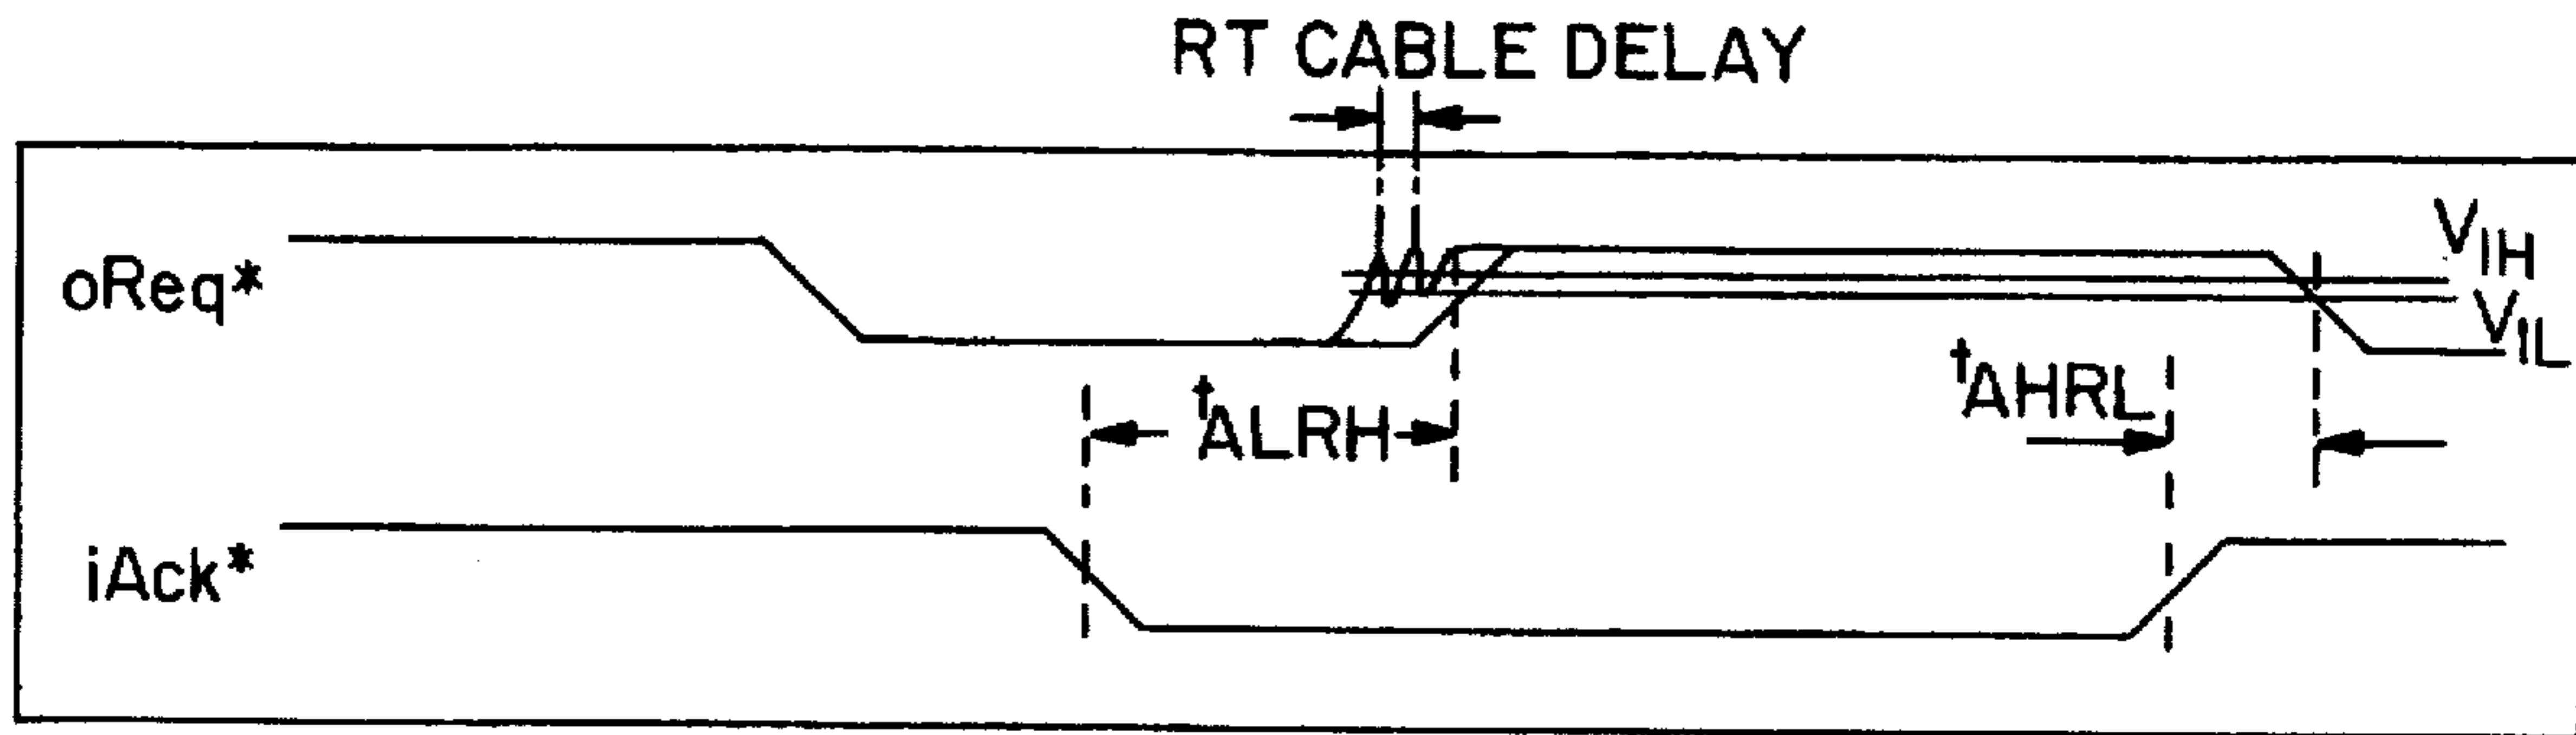 RT CABLE DELAY
oReq*
VIH
VIL
tALRH
tAHRL
iAck*